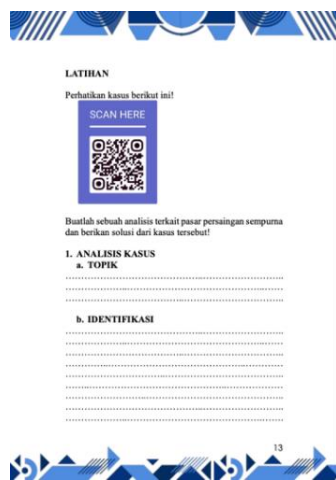 LATIHAN
Perhatikan kasus berikut ini!
SCAN HERE
Buatlah sebuah analisis terkait pasar persaingan sempurna
dan berikan solusi dari kasus tersebut!
1. ANALISIS KASUS
a. TOPIK
b. IDENTIFIKASI
13